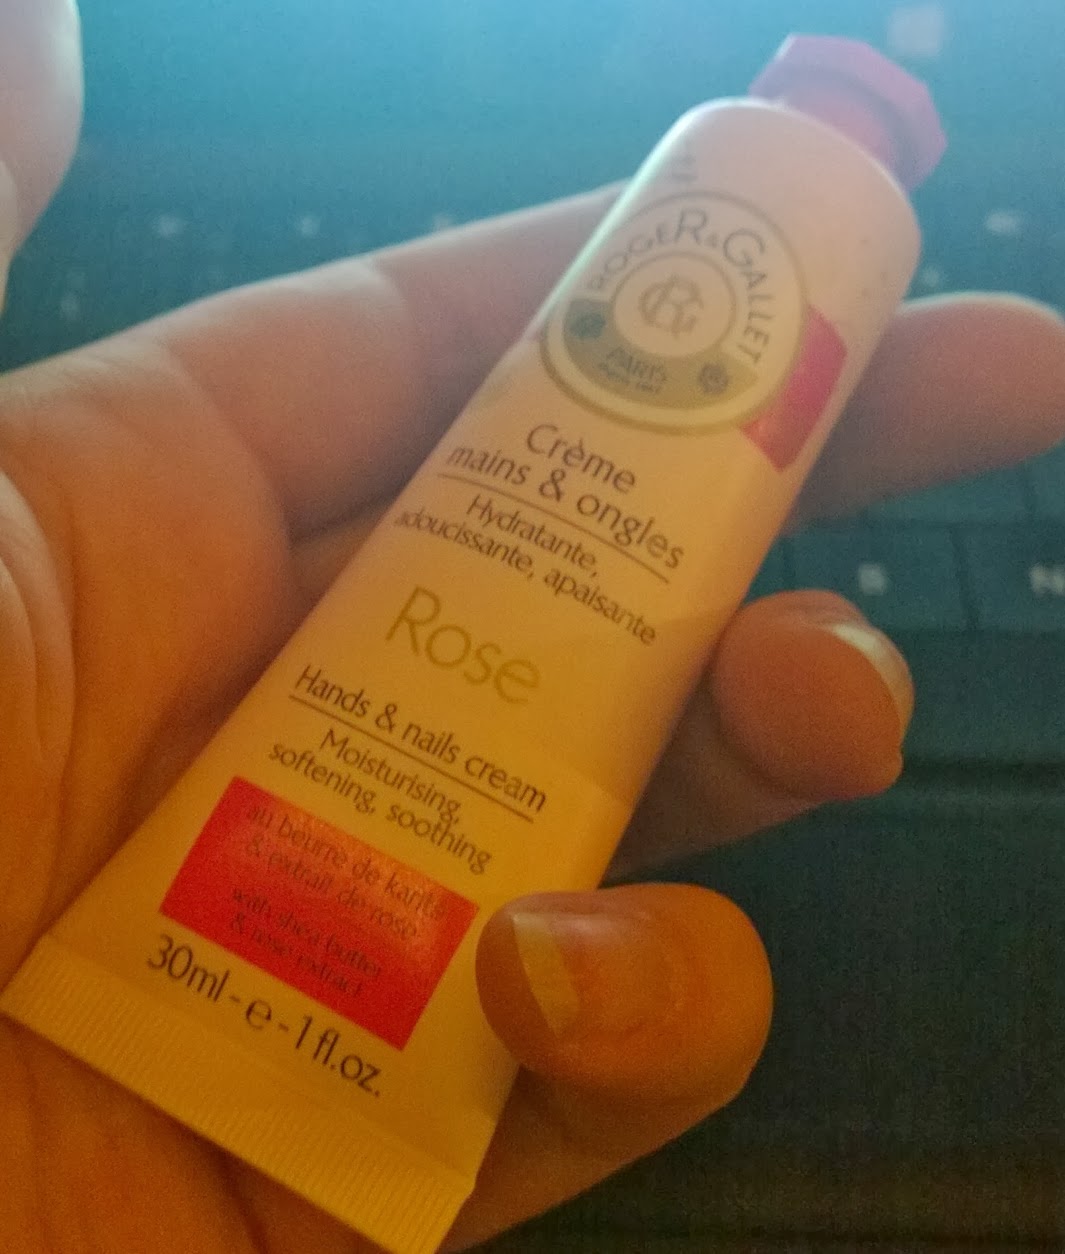 ROGER & GALLET
RG
PARIS
Crème
mains & ongles
Hydratante,
adoucissante, apaisante
Rose
Hands & nails cream
Moisturising,
softening, soothing
au beurre de karité
& extrait de rose
with shea butter
& rose extract
30ml - e - 1 fl.oz.
B
N